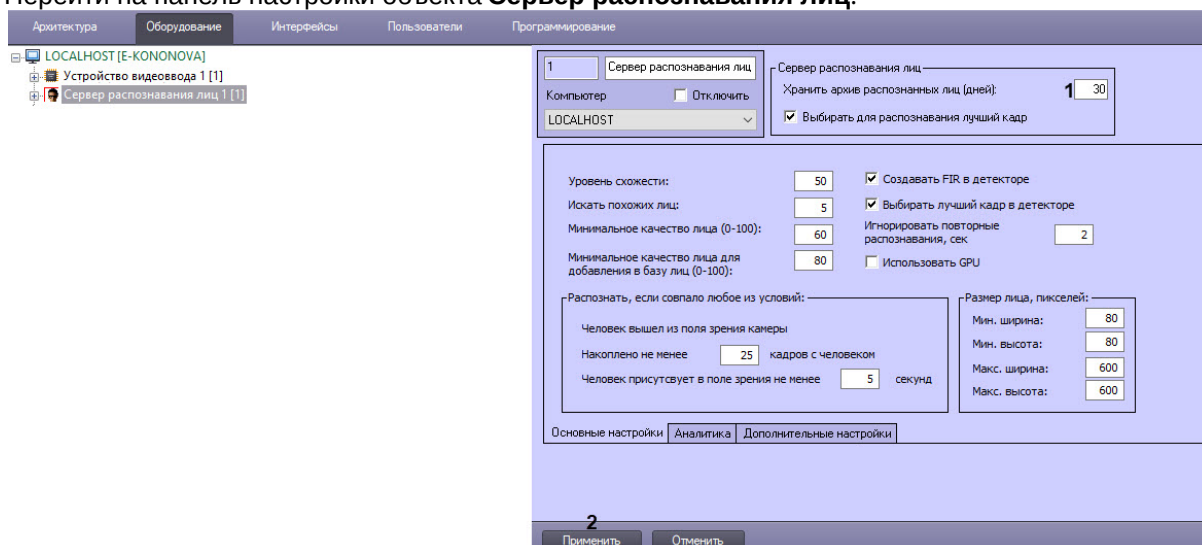 Перейти на панель настройки объекта Сервер распознавания лиц.
Архитектура Оборудование Интерфейсы Пользователи Программирование
LOCALHOST [E-KONONOVA]
Устройство видеоввода 1 [1]
Сервер распознавания лиц 1 [1]
1 Сервер распознавания лиц
Компьютер Отключить
LOCALHOST
Сервер распознавания лиц
Хранить архив распознанных лиц (дней): 1 30
Выбирать для распознавания лучший кадр
Уровень схожести: 50
Создавать FIR в детекторе
Искать похожих лиц: 5
Выбирать лучший кадр в детекторе
Минимальное качество лица (0-100): 60
Игнорировать повторные
распознавания, сек 2
Минимальное качество лица для
добавления в базу лиц (0-100): 80
Использовать GPU
Распознать, если совпало любое из условий:
Человек вышел из поля зрения камеры
Накоплено не менее 25 кадров с человеком
Человек присутсвует в поле зрения не менее 5 секунд
Размер лица, пикселей:
Мин. ширина: 80
Мин. высота: 80
Макс. ширина: 600
Макс. высота: 600
Основные настройки Аналитика Дополнительные настройки
2
Применить Отменить